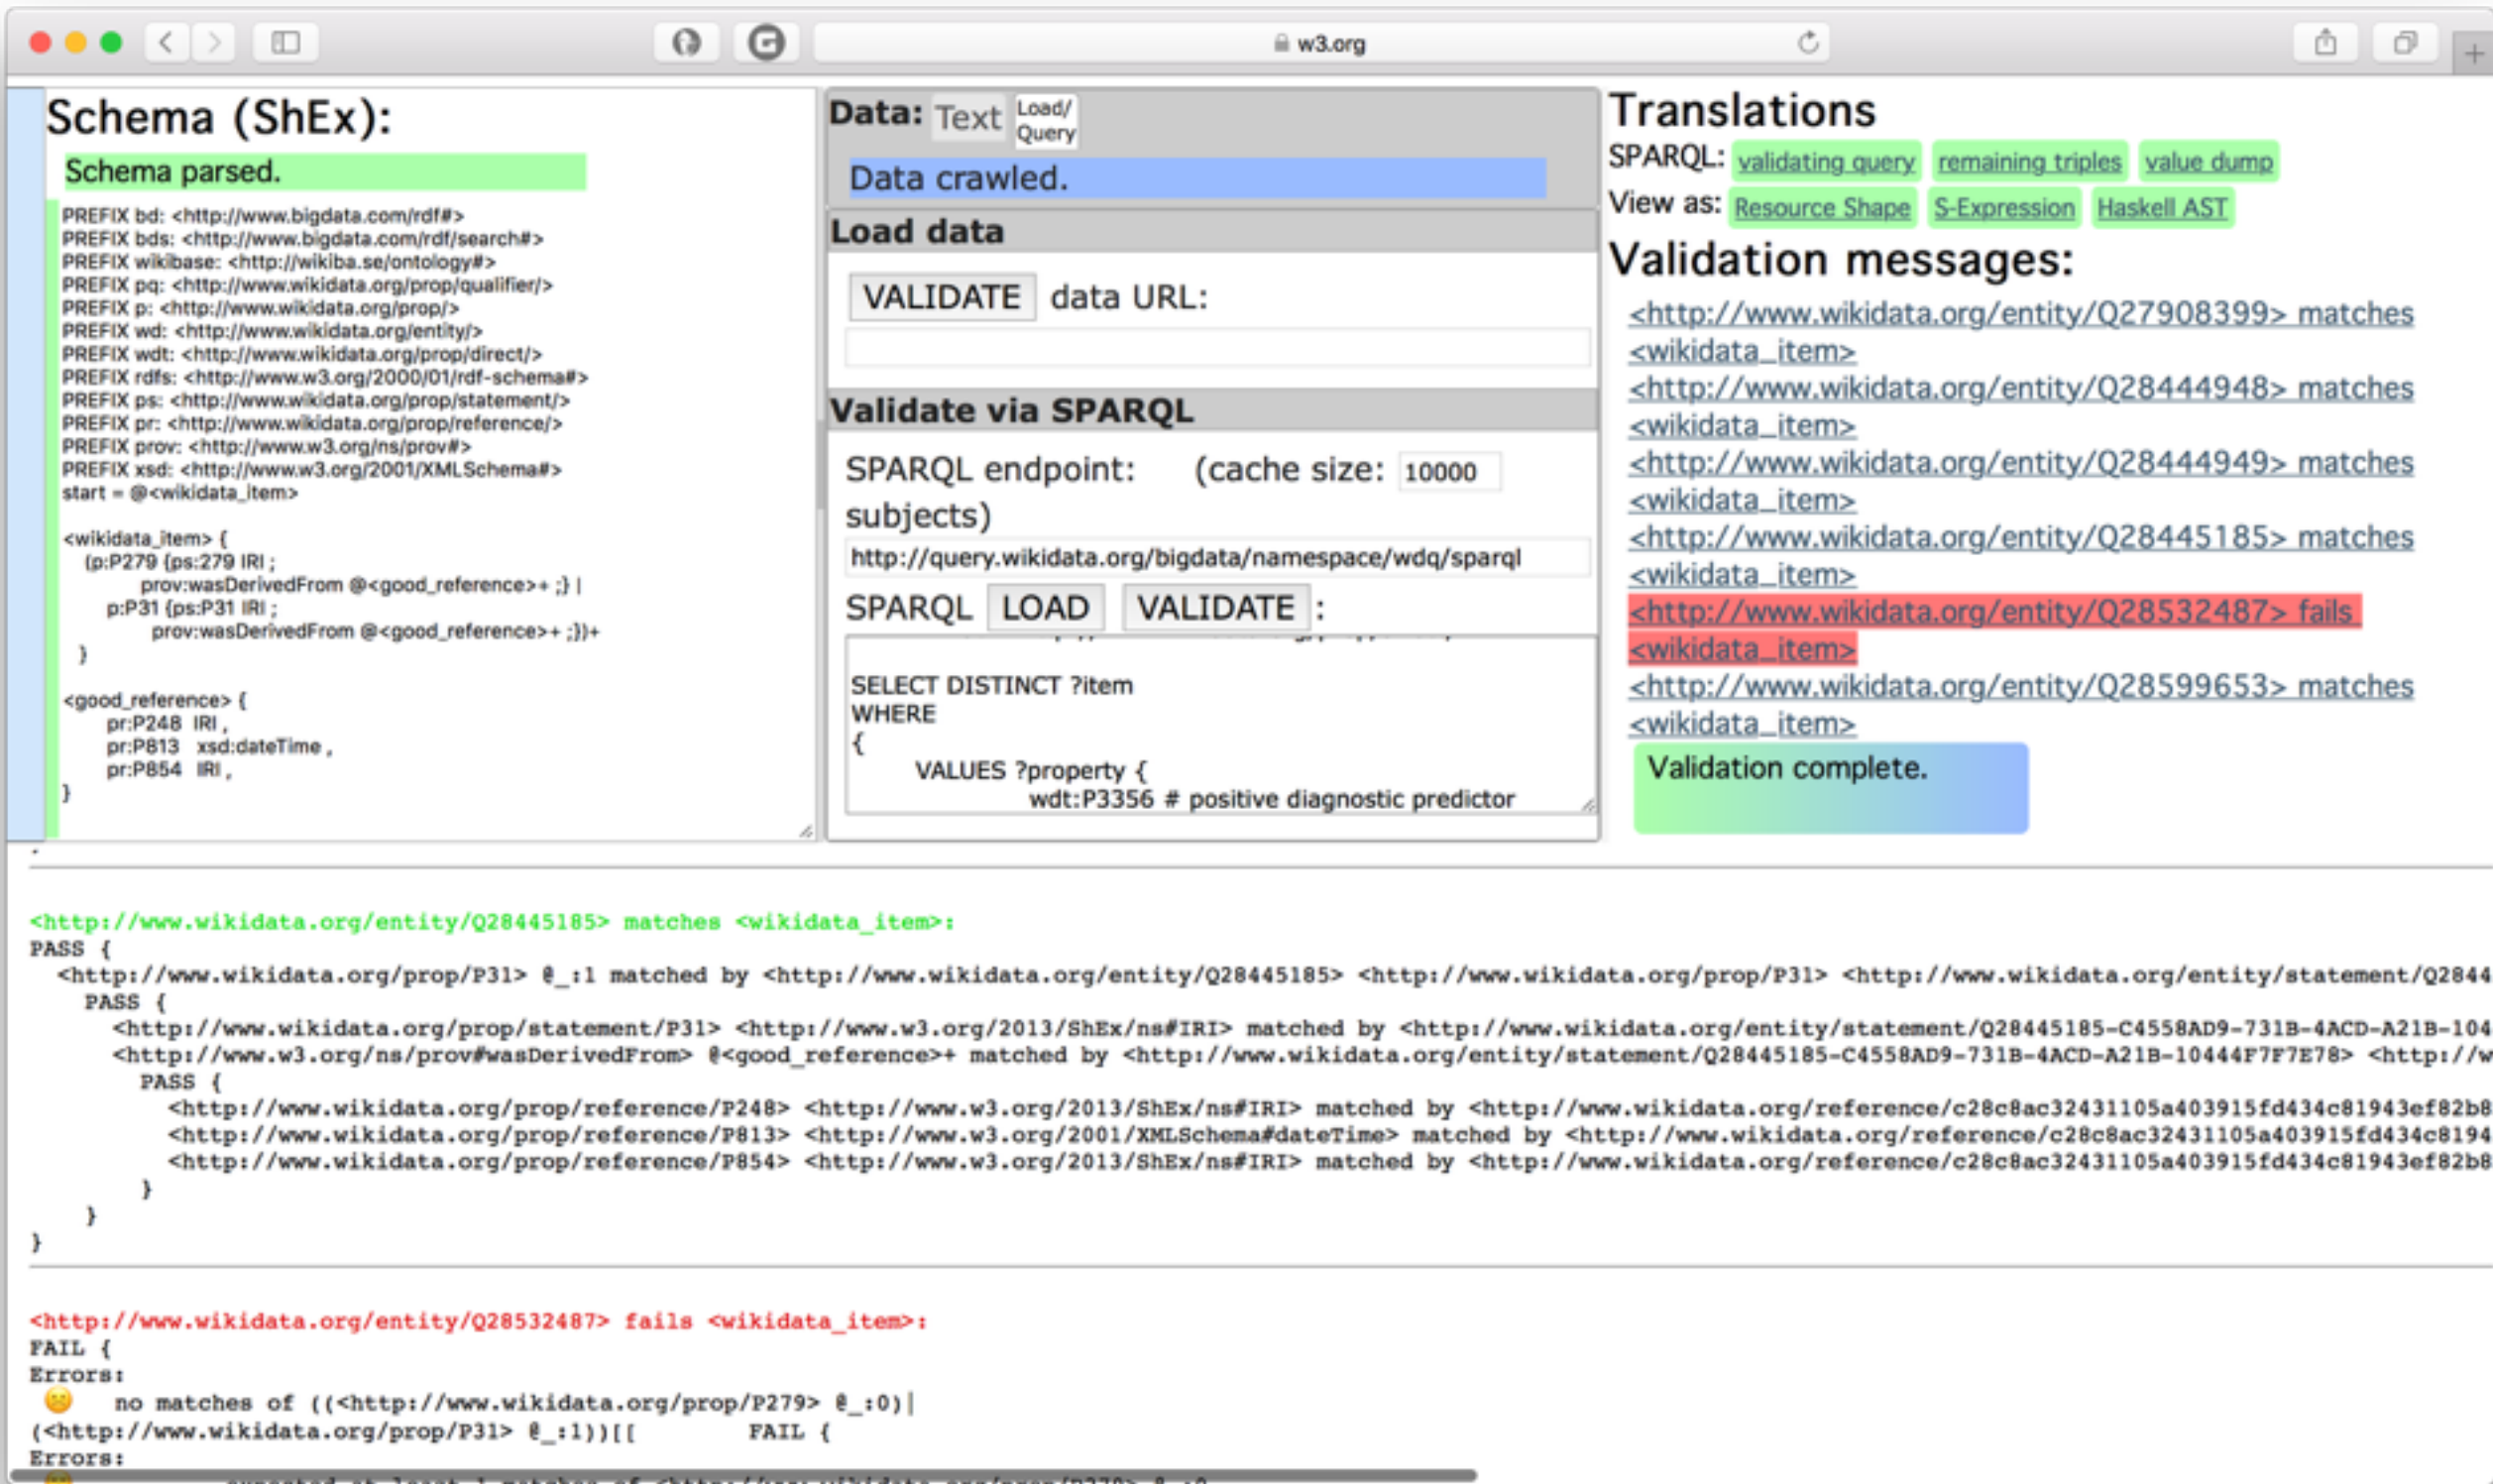 w3.org
Schema (ShEx):
Schema parsed.
PREFIX bd: <http://www.bigdata.com/rdf#>
PREFIX bds: <http://www.bigdata.com/rdf/search#>
PREFIX wikibase: <http://wikiba.se/ontology#>
PREFIX pq: <http://www.wikidata.org/prop/qualifier/>
PREFIX p: <http://www.wikidata.org/prop/>
PREFIX wd: <http://www.wikidata.org/entity/>
PREFIX wdt: <http://www.wikidata.org/prop/direct/>
PREFIX rdfs: <http://www.w3.org/2000/01/rdf-schema#>
PREFIX ps: <http://www.wikidata.org/prop/statement/>
PREFIX pr: <http://www.wikidata.org/prop/reference/>
PREFIX prov: <http://www.w3.org/ns/prov#>
PREFIX xsd: <http://www.w3.org/2001/XMLSchema#>
start = @<wikidata_item>
<wikidata_item> {
(p:P279 {ps:279 IRI ;
prov:wasDerivedFrom @<good_reference>+ ;} |
p:P31 {ps:P31 IRI ;
prov:wasDerivedFrom @<good_reference>+ ;})+
}
<good_reference> {
pr:P248 IRI ,
pr:P813 xsd:dateTime ,
pr:P854 IRI ,
}
Data: Text Load/
Query
Data crawled.
Load data
VALIDATE data URL:
Validate via SPARQL
SPARQL endpoint: (cache size: 10000
subjects)
http://query.wikidata.org/bigdata/namespace/wdq/sparql
SPARQL LOAD VALIDATE :
SELECT DISTINCT ?item
WHERE
{
VALUES ?property {
wdt:P3356 # positive diagnostic predictor
Translations
SPARQL: validating query remaining triples value dump
View as: Resource Shape S-Expression Haskell AST
Validation messages:
<http://www.wikidata.org/entity/Q27908399> matches
<wikidata_item>
<http://www.wikidata.org/entity/Q28444948> matches
<wikidata_item>
<http://www.wikidata.org/entity/Q28444949> matches
<wikidata_item>
<http://www.wikidata.org/entity/Q28445185> matches
<wikidata_item>
<http://www.wikidata.org/entity/Q28532487> fails
<wikidata_item>
<http://www.wikidata.org/entity/Q28599653> matches
<wikidata_item>
Validation complete.
<http://www.wikidata.org/entity/Q28445185> matches <wikidata_item>:
PASS {
<http://www.wikidata.org/prop/P31> @_:1 matched by <http://www.wikidata.org/entity/Q28445185> <http://www.wikidata.org/prop/P31> <http://www.wikidata.org/entity/statement/Q2844
PASS {
<http://www.wikidata.org/prop/statement/P31> <http://www.w3.org/2013/ShEx/ns#IRI> matched by <http://www.wikidata.org/entity/statement/Q28445185-C4558AD9-731B-4ACD-A21B-104
<http://www.w3.org/ns/prov#wasDerivedFrom> @<good_reference>+ matched by <http://www.wikidata.org/entity/statement/Q28445185-C4558AD9-731B-4ACD-A21B-10444F7F7E78> <http://w
PASS {
<http://www.wikidata.org/prop/reference/P248> <http://www.w3.org/2013/ShEx/ns#IRI> matched by <http://www.wikidata.org/reference/c28c8ac32431105a403915fd434c81943ef82b8
<http://www.wikidata.org/prop/reference/P813> <http://www.w3.org/2001/XMLSchema#dateTime> matched by <http://www.wikidata.org/reference/c28c8ac32431105a403915fd434c8194
<http://www.wikidata.org/prop/reference/P854> <http://www.w3.org/2013/ShEx/ns#IRI> matched by <http://www.wikidata.org/reference/c28c8ac32431105a403915fd434c81943ef82b8
}
}
}
<http://www.wikidata.org/entity/Q28532487> fails <wikidata_item>:
FAIL {
Errors:
no matches of ((<http://www.wikidata.org/prop/P279> @_:0)|
(<http://www.wikidata.org/prop/P31> @_:1))[[ FAIL {
Errors: